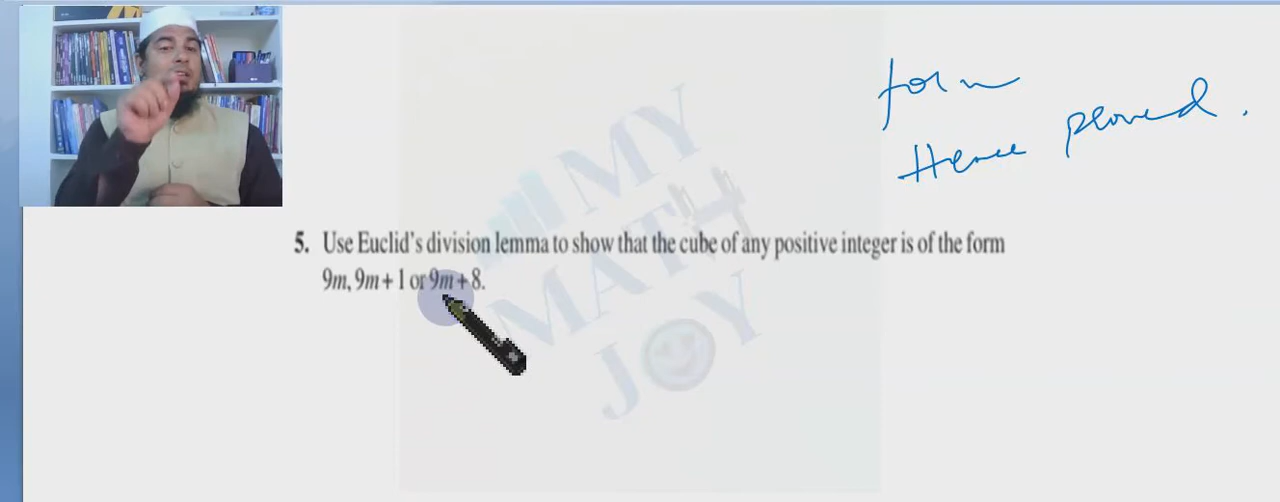 form
Hence proved.
5. Use Euclid's division lemma to show that the cube of any positive integer is of the form
9m, 9m + 1 or 9m + 8.
MY
MATH
JOY